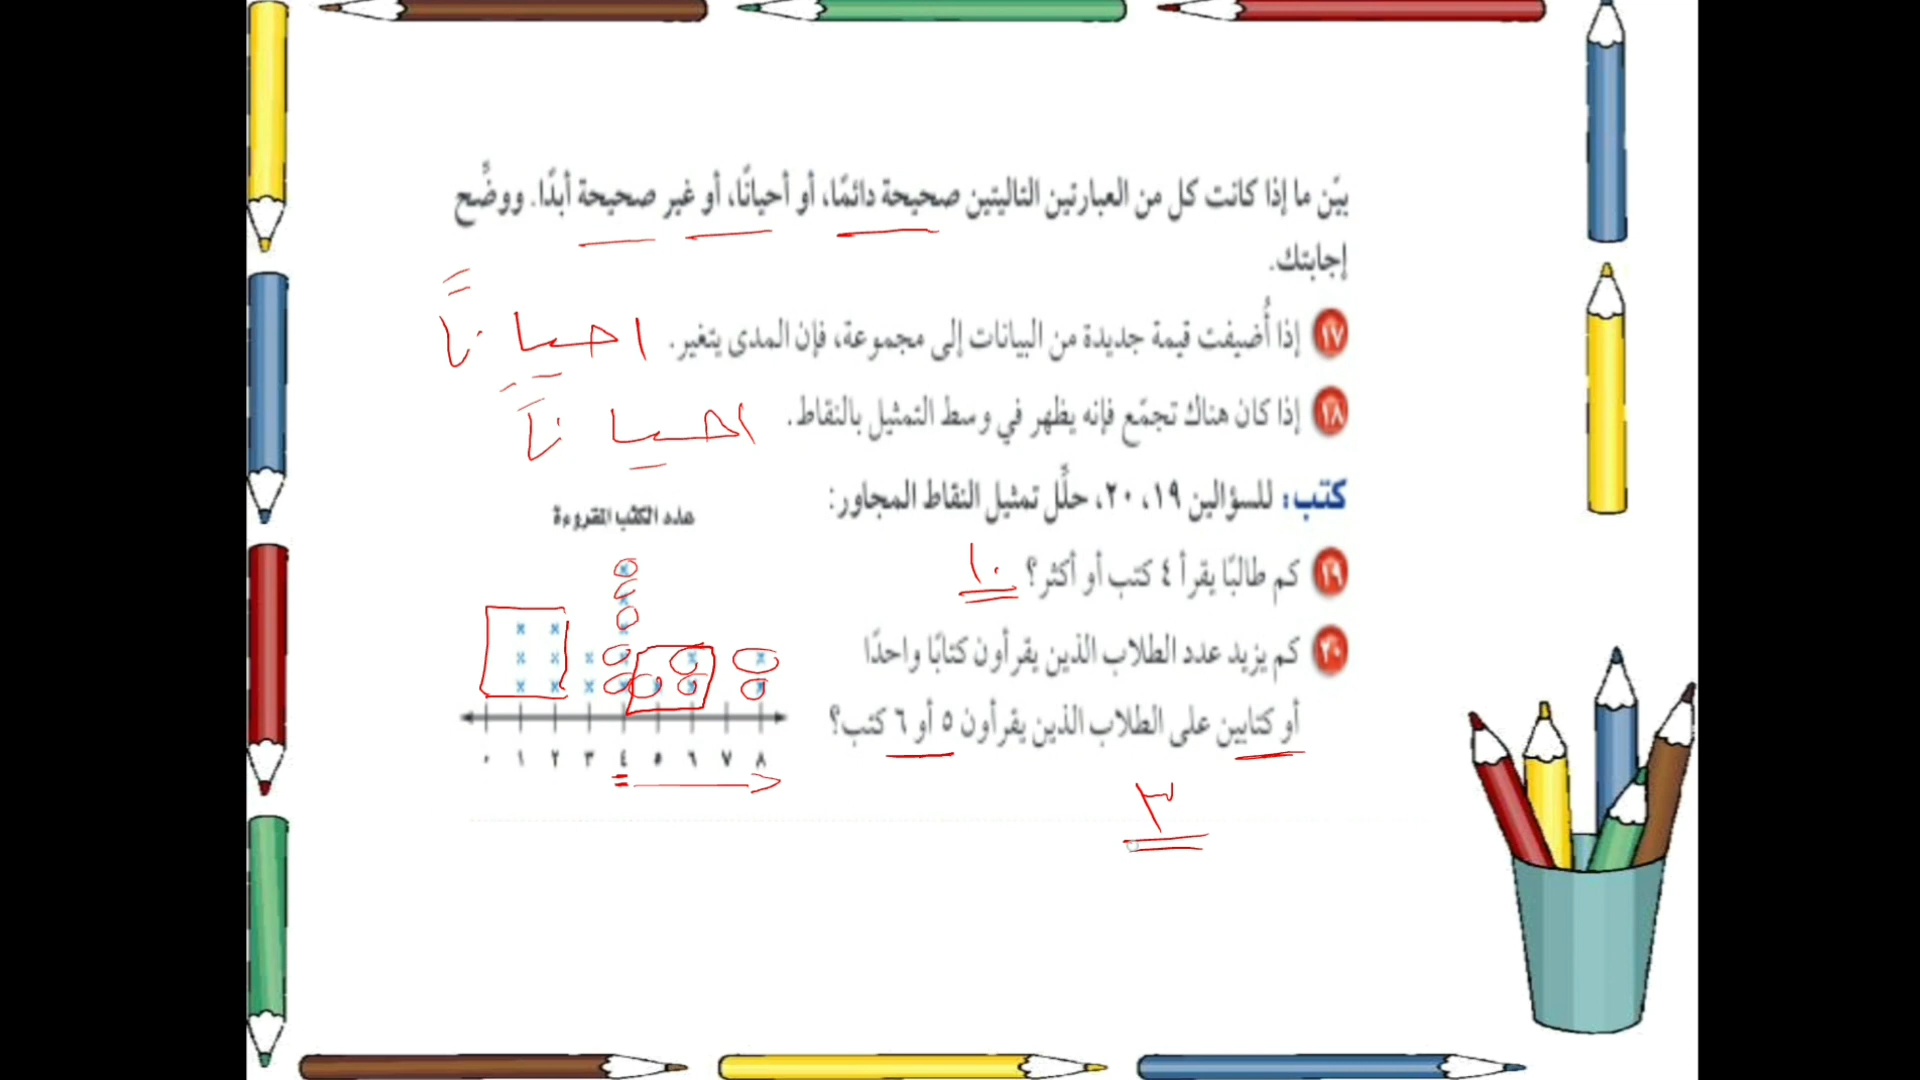 بيّن ما إذا كانت كل من العبارتين التاليتين صحيحة دائمًا، أو أحيانًا، أو غير صحيحة أبدًا. ووضّح
إجابتك.
١٧ إذا أُضيفت قيمة جديدة من البيانات إلى مجموعة، فإن المدى يتغير. احيانًا
١٨ إذا كان هناك تجمّع فإنه يظهر في وسط التمثيل بالنقاط. احيانًا
كتب: للسؤالين ١٩، ٢٠، حلّل تمثيل النقاط المجاور:
عدد الكتب المقروءة
١٩ كم طالبًا يقرأ ٤ كتب أو أكثر؟ ١٠
٢٠ كم يزيد عدد الطلاب الذين يقرأون كتابًا واحدًا
أو كتابين على الطلاب الذين يقرأون ٥ أو ٦ كتب؟
٠ ١ ٢ ٣ ٤ ٥ ٦ ٧ ٨
٣